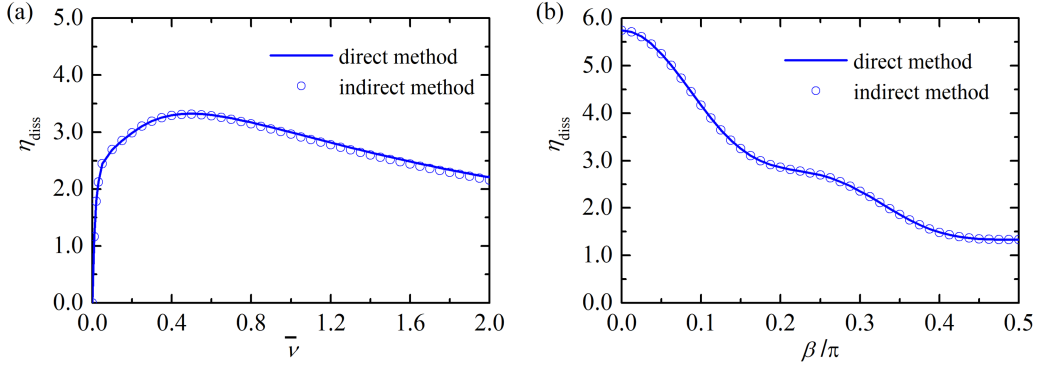 (a)
5.0
4.0
3.0
2.0
1.0
0.0
η_diss
direct method
indirect method
0.0 0.4 0.8 1.2 1.6 2.0
ν̄
(b)
6.0
5.0
4.0
3.0
2.0
1.0
0.0
η_diss
direct method
indirect method
0.0 0.1 0.2 0.3 0.4 0.5
β/π